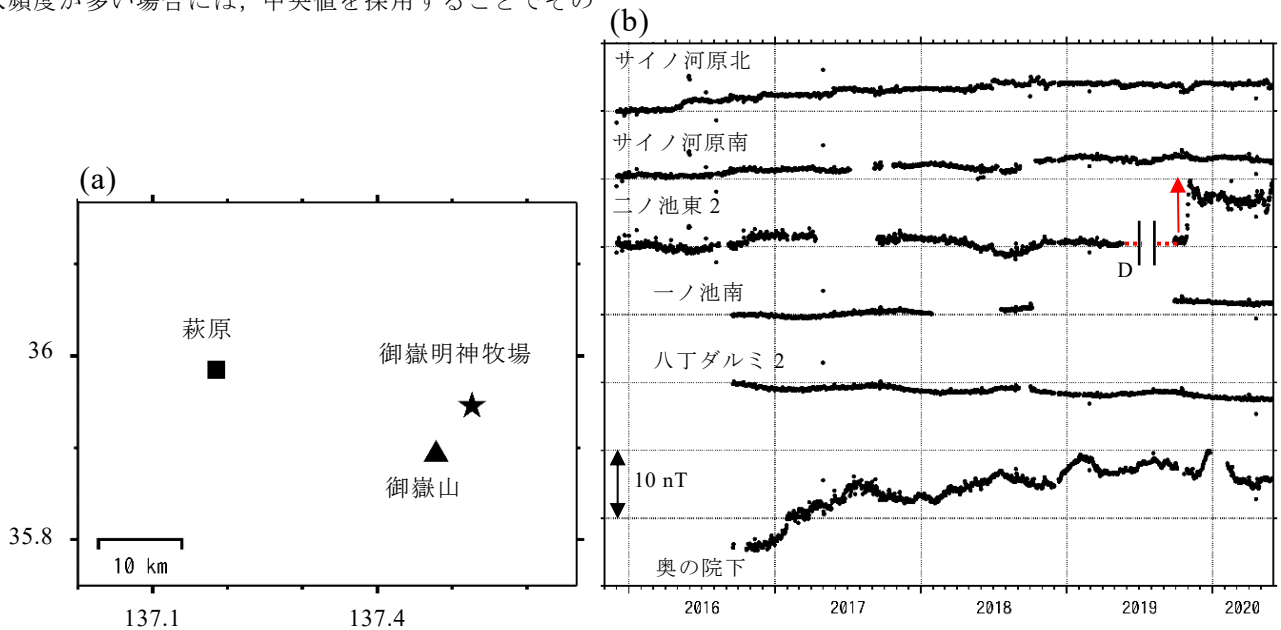 頻度が多い場合には，中央値を採用することでその
(a)
萩原
御嶽明神牧場
御嶽山
36
35.8
10 km
137.1
137.4
(b)
サイノ河原北
サイノ河原南
二ノ池東 2
D
一ノ池南
八丁ダルミ 2
10 nT
奥の院下
2016
2017
2018
2019
2020